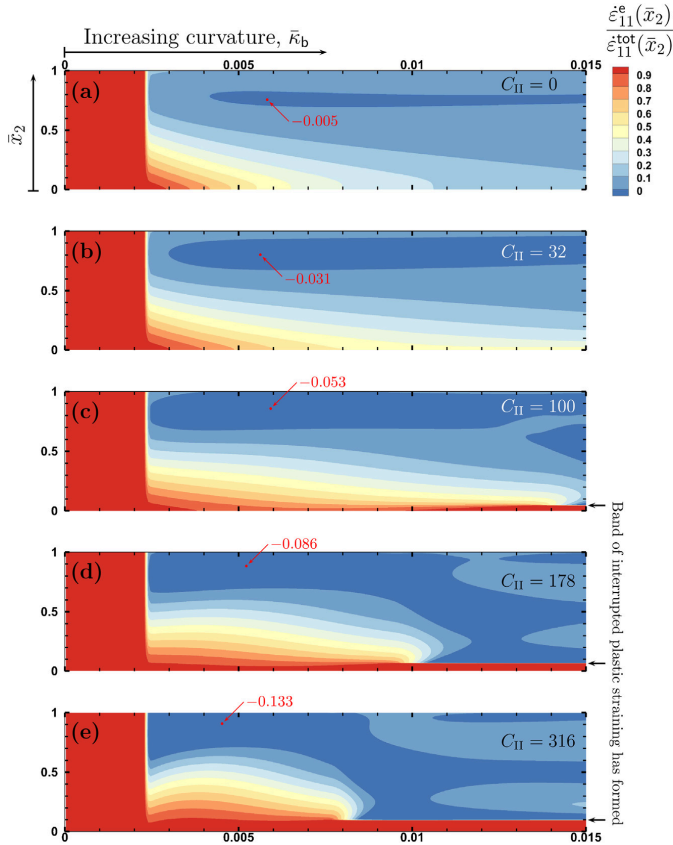 Increasing curvature, κ̄_b
ε̇ᵉ₁₁(x̄₂)
ε̇ᵗᵒᵗ₁₁(x̄₂)
0 0.005 0.01 0.015
(a)
C_II = 0
−0.005
x̄₂
1
0.5
0
0.9
0.8
0.7
0.6
0.5
0.4
0.3
0.2
0.1
0
(b)
C_II = 32
−0.031
1
0.5
0
−0.053
(c)
C_II = 100
1
0.5
0
−0.086
(d)
C_II = 178
1
0.5
0
−0.133
(e)
C_II = 316
1
0.5
0
0 0.005 0.01 0.015
Band of interrupted plastic straining has formed